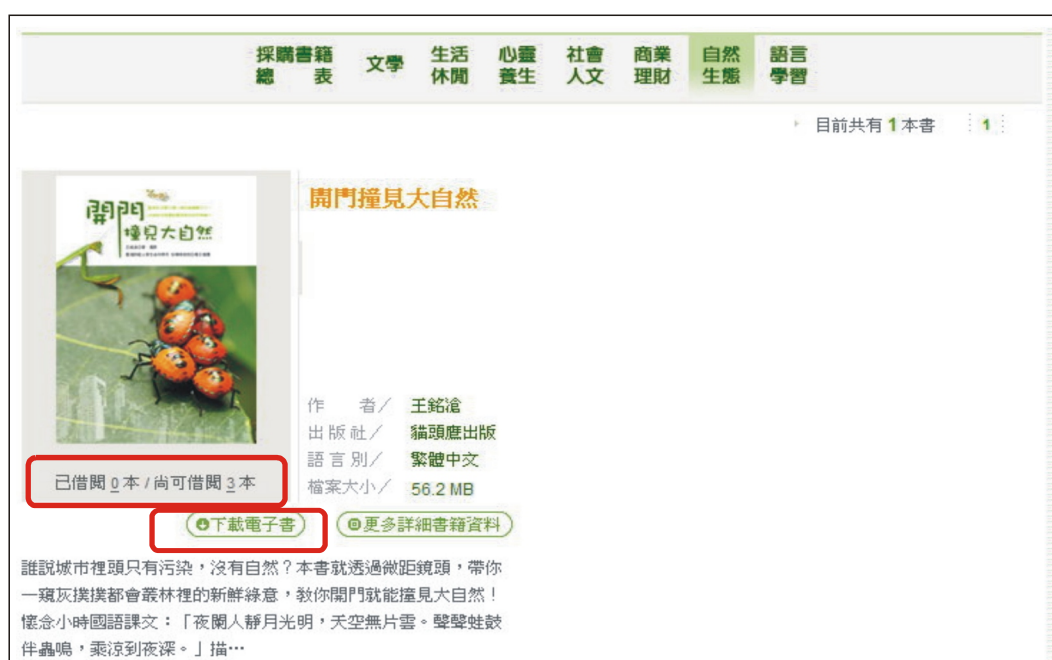 採購書籍總表 文學 生活休閒 心靈養生 社會人文 商業理財 自然生態 語言學習
目前共有 1 本書 1
開門
撞見大自然
開門撞見大自然
作者／ 王銘滄
出版社／ 貓頭鷹出版
語言別／ 繁體中文
檔案大小／ 56.2 MB
已借閱 0 本 / 尚可借閱 3 本
下載電子書 更多詳細書籍資料
誰說城市裡頭只有污染，沒有自然？本書就透過微距鏡頭，帶你
一窺灰撲撲都會叢林裡的新鮮綠意，教你開門就能撞見大自然！
懷念小時國語課文：「夜闌人靜月光明，天空無片雲。聲聲蛙鼓
伴蟲鳴，乘涼到夜深。」描…